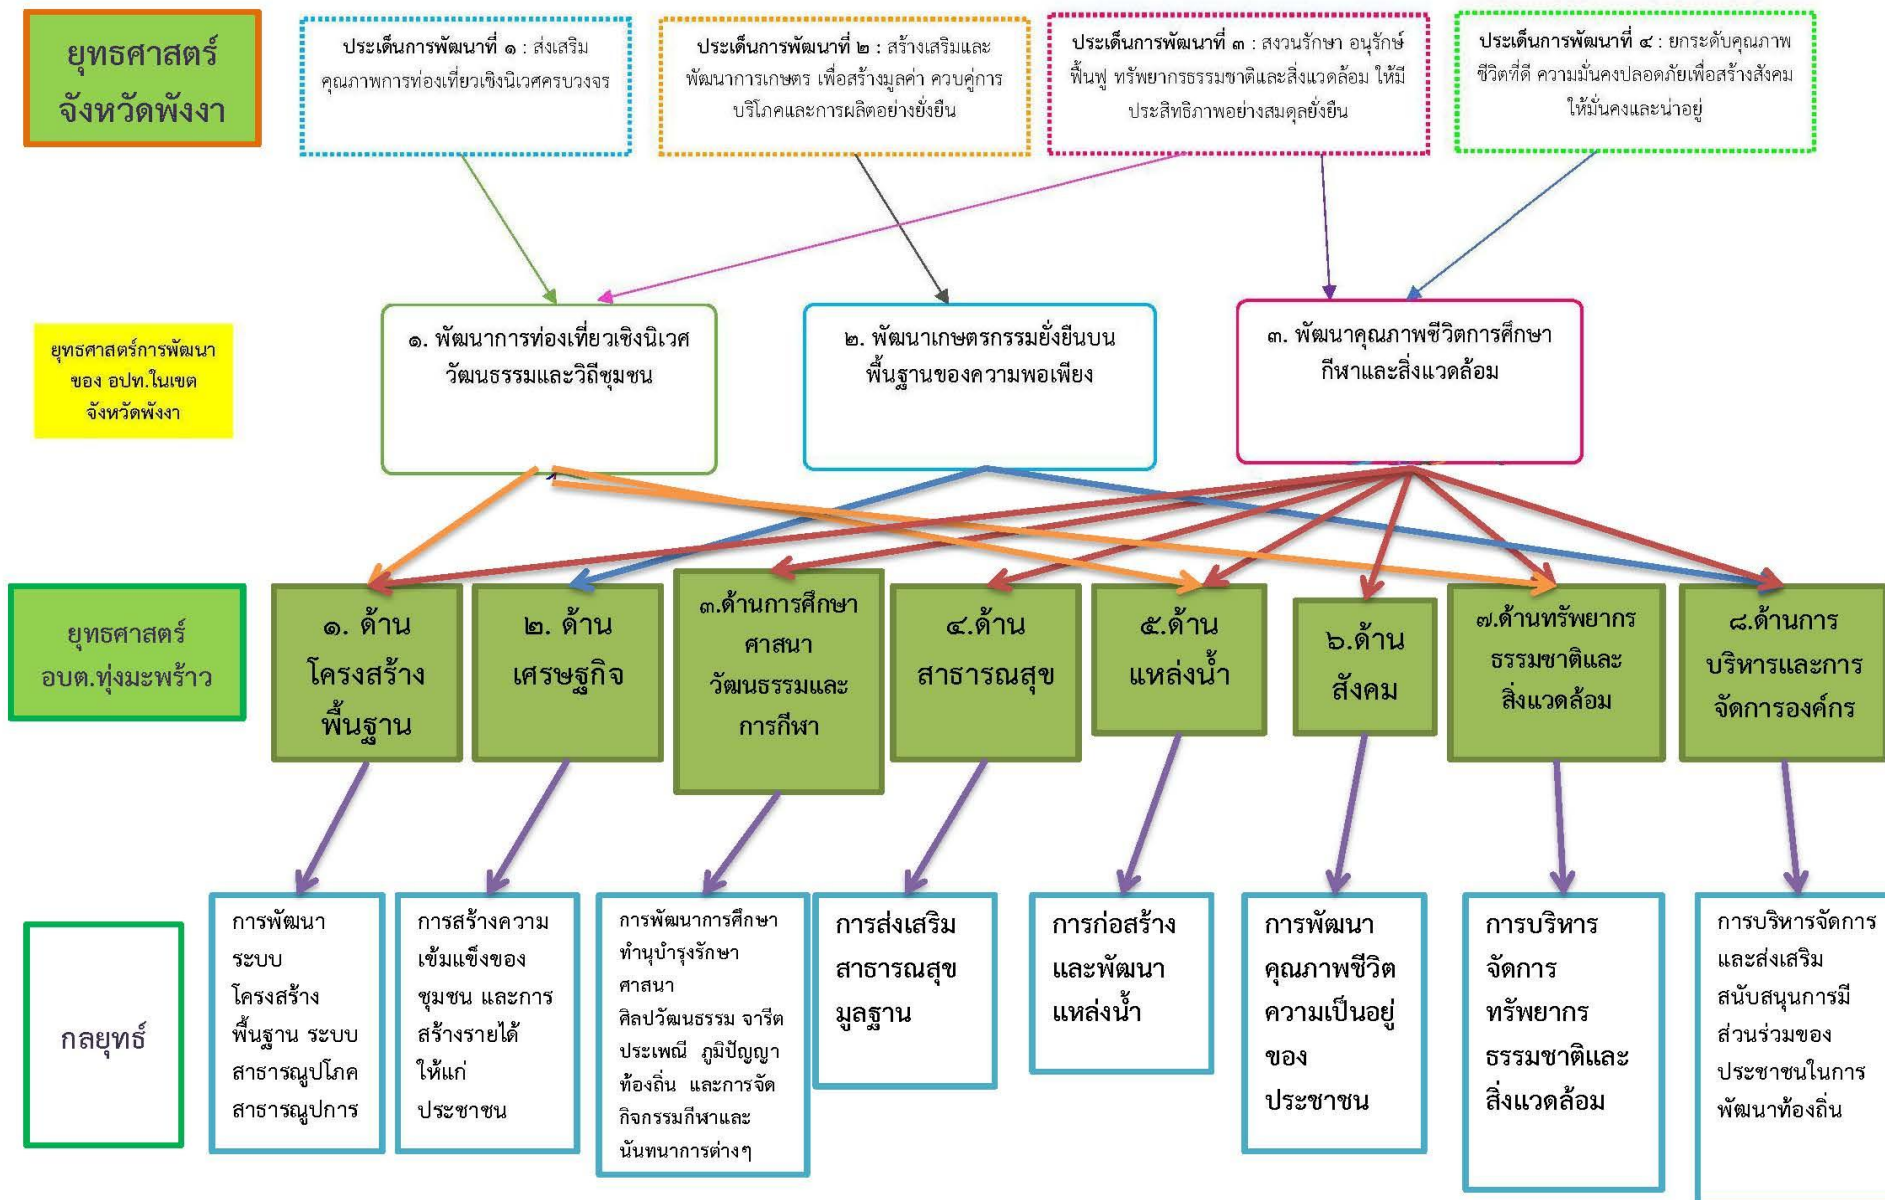 ยุทธศาสตร์
จังหวัดพังงา
ประเด็นการพัฒนาที่ ๑ : ส่งเสริม
คุณภาพการท่องเที่ยวเชิงนิเวศครบวงจร
ประเด็นการพัฒนาที่ ๒ : สร้างเสริมและ
พัฒนาการเกษตร เพื่อสร้างมูลค่า ควบคู่การ
บริโภคและการผลิตอย่างยั่งยืน
ประเด็นการพัฒนาที่ ๓ : สงวนรักษา อนุรักษ์
ฟื้นฟู ทรัพยากรธรรมชาติและสิ่งแวดล้อม ให้มี
ประสิทธิภาพอย่างสมดุลยั่งยืน
ประเด็นการพัฒนาที่ ๔ : ยกระดับคุณภาพ
ชีวิตที่ดี ความมั่นคงปลอดภัยเพื่อสร้างสังคม
ให้มั่นคงและน่าอยู่
ยุทธศาสตร์การพัฒนา
ของ อปท.ในเขต
จังหวัดพังงา
๑. พัฒนาการท่องเที่ยวเชิงนิเวศ
วัฒนธรรมและวิถีชุมชน
๒. พัฒนาเกษตรกรรมยั่งยืนบน
พื้นฐานของความพอเพียง
๓. พัฒนาคุณภาพชีวิตการศึกษา
กีฬาและสิ่งแวดล้อม
ยุทธศาสตร์
อบต.ทุ่งมะพร้าว
๑. ด้าน
โครงสร้าง
พื้นฐาน
๒. ด้าน
เศรษฐกิจ
๓.ด้านการศึกษา
ศาสนา
วัฒนธรรมและ
การกีฬา
๔.ด้าน
สาธารณสุข
๕.ด้าน
แหล่งน้ำ
๖.ด้าน
สังคม
๗.ด้านทรัพยากร
ธรรมชาติและ
สิ่งแวดล้อม
๘.ด้านการ
บริหารและการ
จัดการองค์กร
กลยุทธ์
การพัฒนา
ระบบ
โครงสร้าง
พื้นฐาน ระบบ
สาธารณูปโภค
สาธารณูปการ
การสร้างความ
เข้มแข็งของ
ชุมชน และการ
สร้างรายได้
ให้แก่
ประชาชน
การพัฒนาการศึกษา
ทำนุบำรุงรักษา
ศาสนา
ศิลปวัฒนธรรม จารีต
ประเพณี ภูมิปัญญา
ท้องถิ่น และการจัด
กิจกรรมกีฬาและ
นันทนาการต่างๆ
การส่งเสริม
สาธารณสุข
มูลฐาน
การก่อสร้าง
และพัฒนา
แหล่งน้ำ
การพัฒนา
คุณภาพชีวิต
ความเป็นอยู่
ของ
ประชาชน
การบริหาร
จัดการ
ทรัพยากร
ธรรมชาติและ
สิ่งแวดล้อม
การบริหารจัดการ
และส่งเสริม
สนับสนุนการมี
ส่วนร่วมของ
ประชาชนในการ
พัฒนาท้องถิ่น